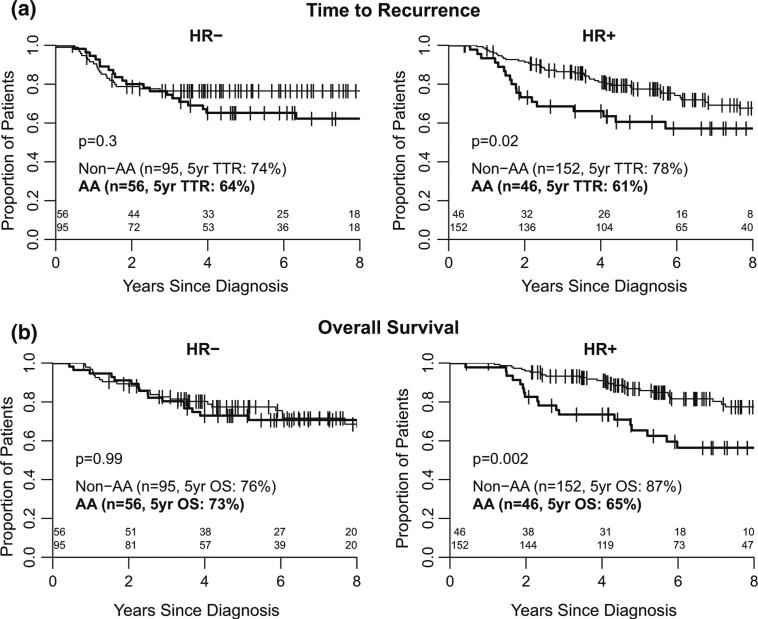 (a)
Time to Recurrence
HR−
Proportion of Patients
1.0
0.8
0.6
0.4
0.2
0.0
p=0.3
Non−AA (n=95, 5yr TTR: 74%)
AA (n=56, 5yr TTR: 64%)
56 44 33 25 18
95 72 53 36 18
0 2 4 6 8
Years Since Diagnosis
HR+
Proportion of Patients
1.0
0.8
0.6
0.4
0.2
0.0
p=0.02
Non−AA (n=152, 5yr TTR: 78%)
AA (n=46, 5yr TTR: 61%)
46 32 26 16 8
152 136 104 65 40
0 2 4 6 8
Years Since Diagnosis
(b)
Overall Survival
HR−
Proportion of Patients
1.0
0.8
0.6
0.4
0.2
0.0
p=0.99
Non−AA (n=95, 5yr OS: 76%)
AA (n=56, 5yr OS: 73%)
56 51 38 27 20
95 81 57 39 20
0 2 4 6 8
Years Since Diagnosis
HR+
Proportion of Patients
1.0
0.8
0.6
0.4
0.2
0.0
p=0.002
Non−AA (n=152, 5yr OS: 87%)
AA (n=46, 5yr OS: 65%)
46 38 31 18 10
152 144 119 73 47
0 2 4 6 8
Years Since Diagnosis